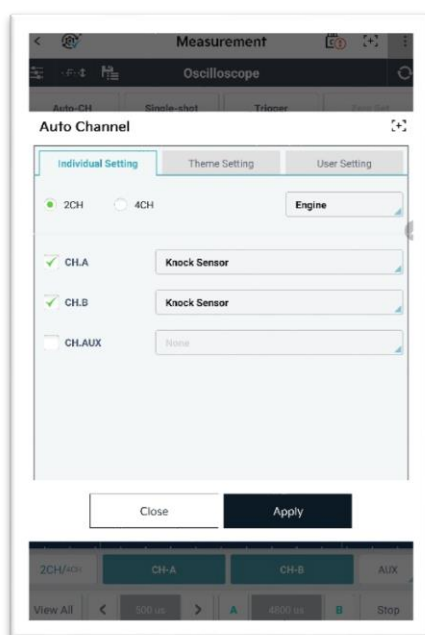 Measurement
Oscilloscope
Auto-CH Single-shot Trigger
Auto Channel
Individual Setting Theme Setting User Setting
2CH 4CH Engine
CH.A Knock Sensor
CH.B Knock Sensor
CH.AUX None
Close Apply
2CH/4CH CH-A CH-B AUX
View All 500 us A 4800 us B Stop